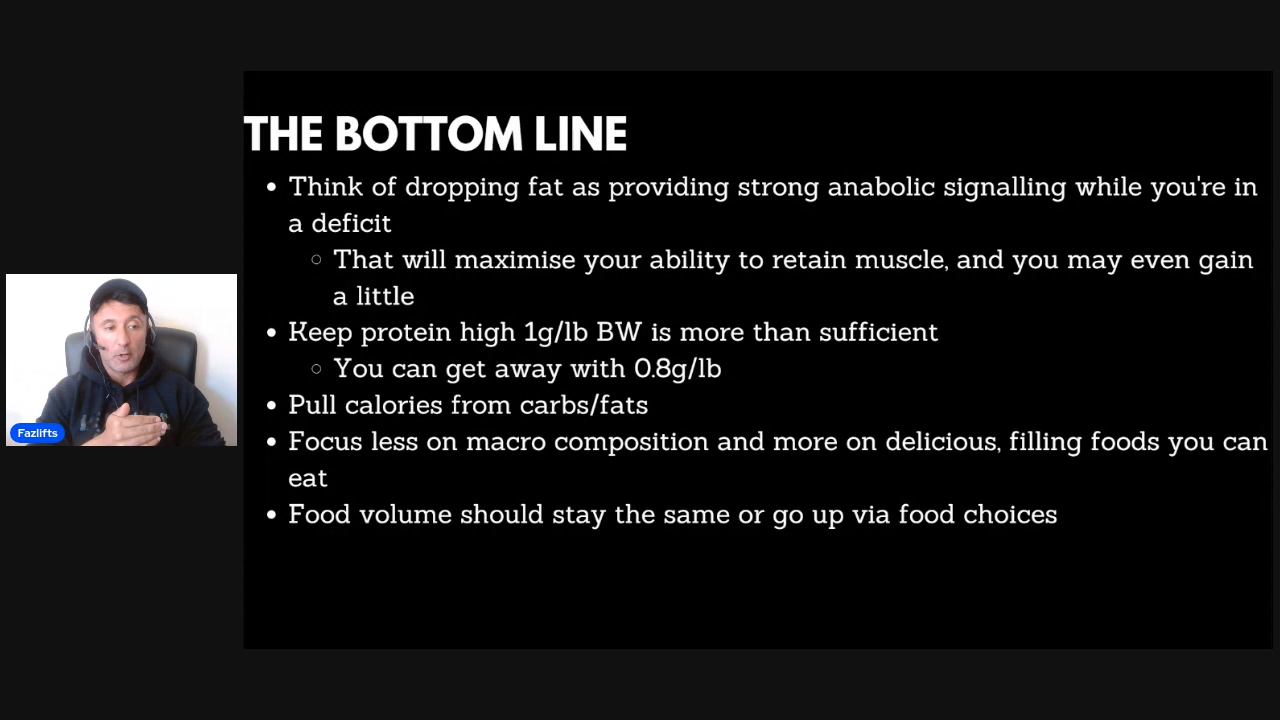 THE BOTTOM LINE
• Think of dropping fat as providing strong anabolic signalling while you're in
a deficit
○ That will maximise your ability to retain muscle, and you may even gain
a little
• Keep protein high 1g/lb BW is more than sufficient
○ You can get away with 0.8g/lb
• Pull calories from carbs/fats
• Focus less on macro composition and more on delicious, filling foods you can
eat
• Food volume should stay the same or go up via food choices
Fazlifts